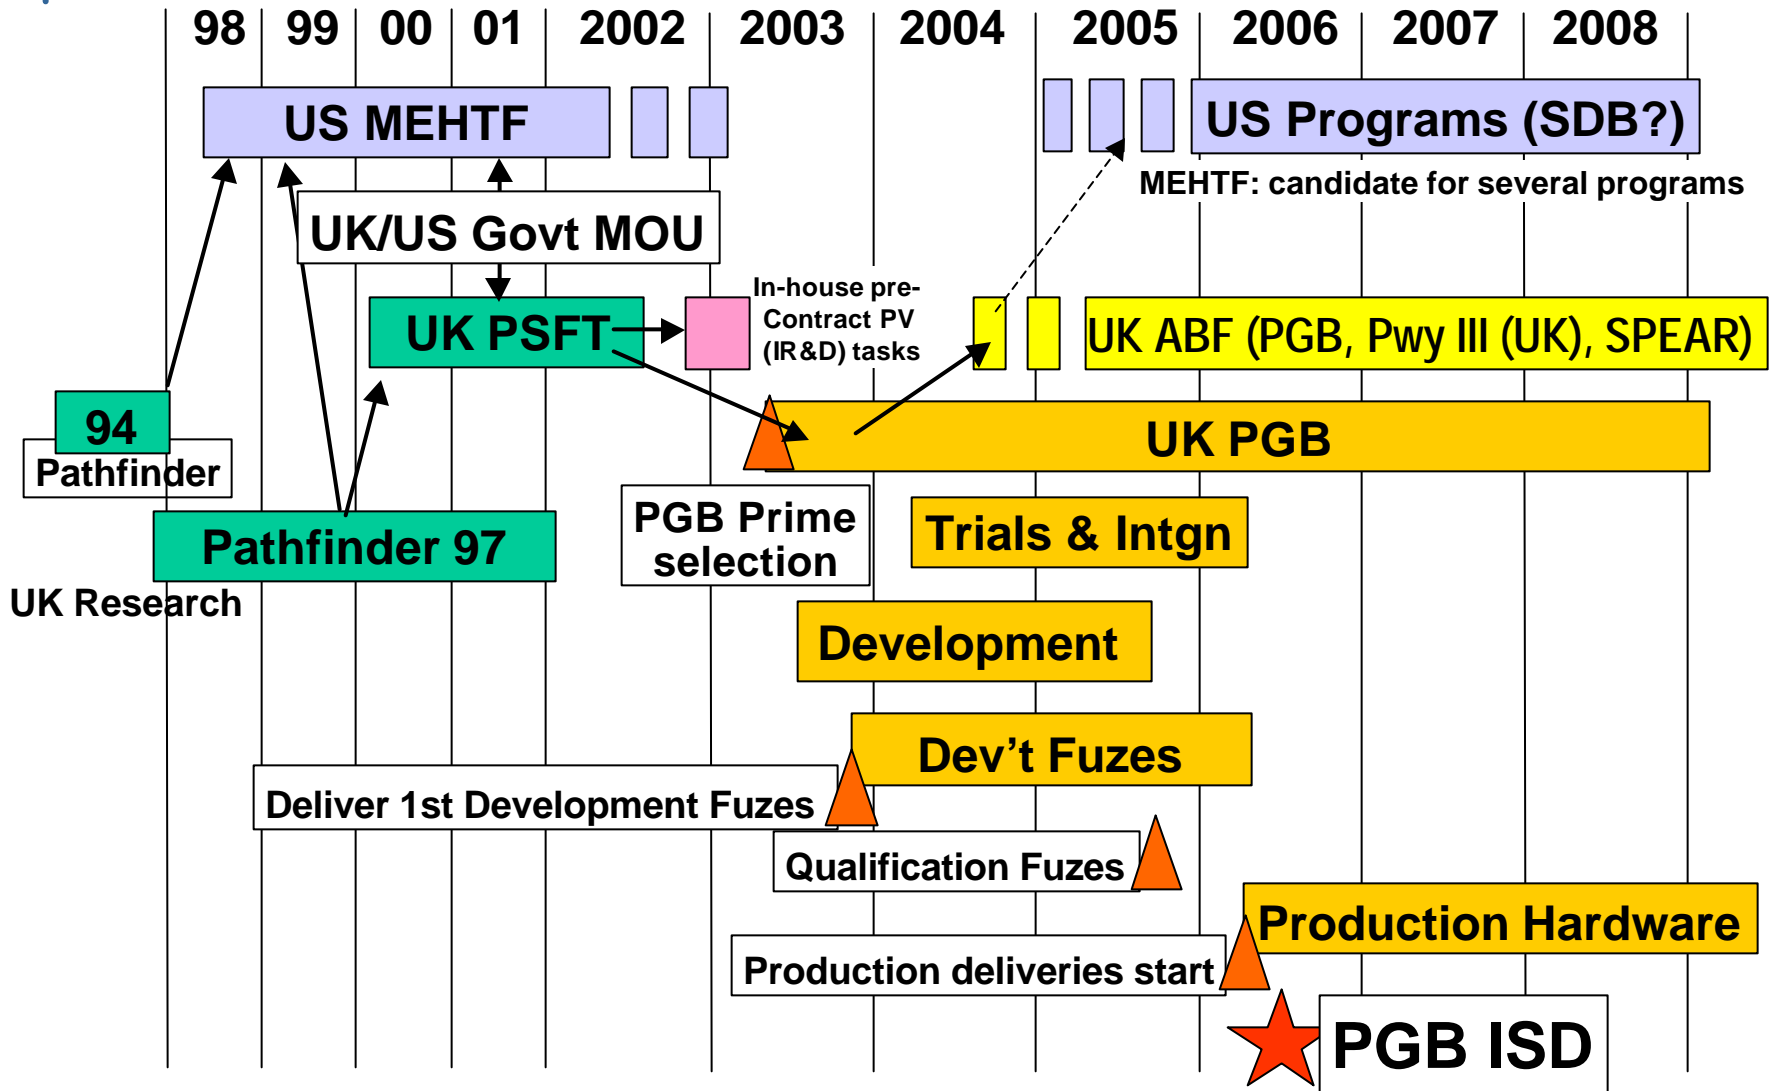 98 99 00 01 2002 2003 2004 2005 2006 2007 2008
US MEHTF
US Programs (SDB?)
MEHTF: candidate for several programs
UK/US Govt MOU
In-house pre-
Contract PV
(IR&D) tasks
UK PSFT
UK ABF (PGB, Pwy III (UK), SPEAR)
94
Pathfinder
UK PGB
PGB Prime
selection
Trials & Intgn
Pathfinder 97
UK Research
Development
Dev’t Fuzes
Deliver 1st Development Fuzes
Qualification Fuzes
Production Hardware
Production deliveries start
PGB ISD